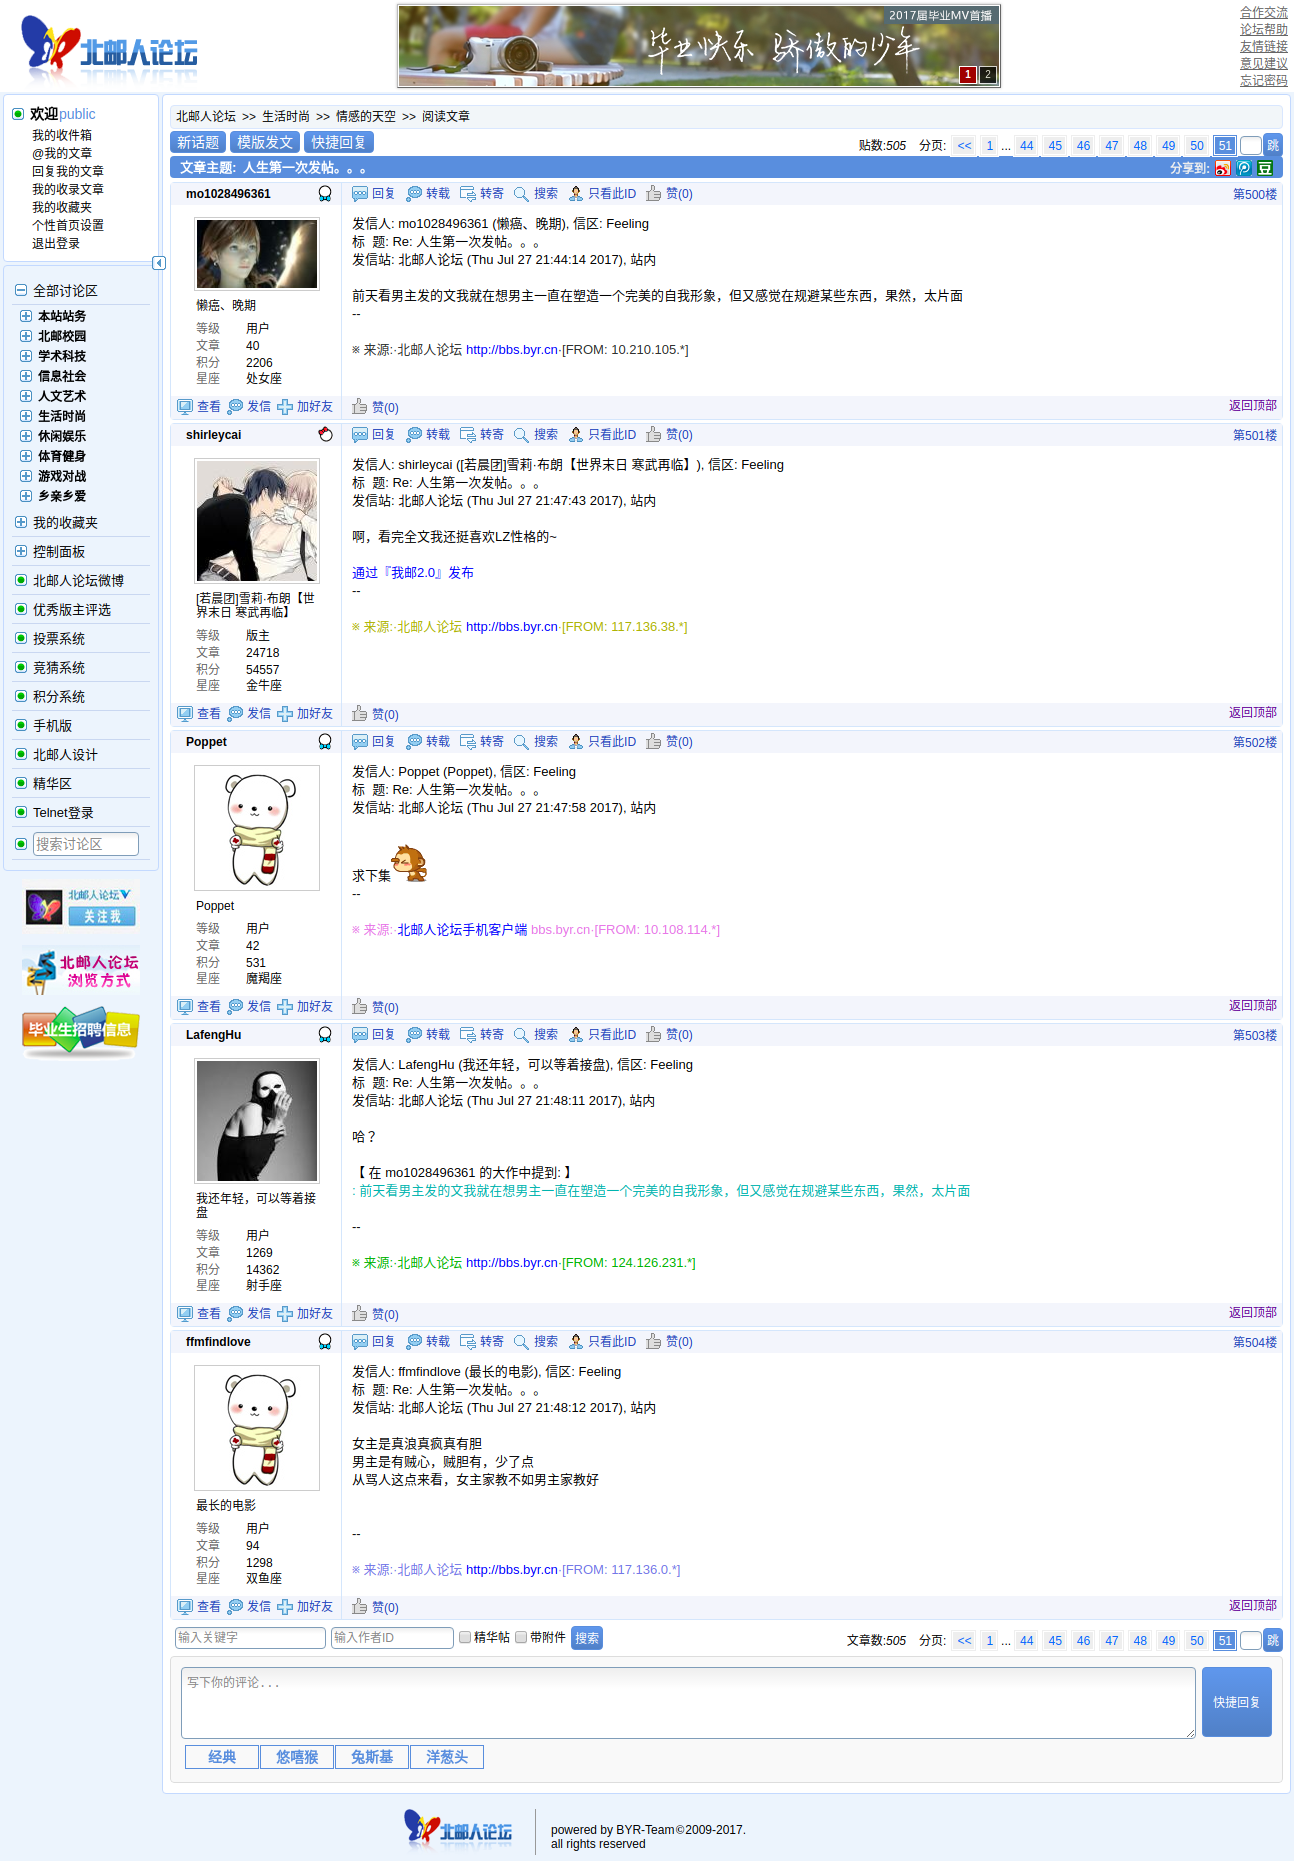 北邮人论坛
2017届毕业MV首播
毕业快乐 骄傲的少年
1 2
合作交流
论坛帮助
友情链接
意见建议
忘记密码
欢迎public
我的收件箱
@我的文章
回复我的文章
我的收录文章
我的收藏夹
个性首页设置
退出登录
全部讨论区
本站站务
北邮校园
学术科技
信息社会
人文艺术
生活时尚
休闲娱乐
体育健身
游戏对战
乡亲乡爱
我的收藏夹
控制面板
北邮人论坛微博
优秀版主评选
投票系统
竞猜系统
积分系统
手机版
北邮人设计
精华区
Telnet登录
搜索讨论区
北邮人论坛
关注我
北邮人论坛
浏览方式
毕业生招聘信息
北邮人论坛 >> 生活时尚 >> 情感的天空 >> 阅读文章
新话题 模版发文 快捷回复
贴数:505 分页: << 1 ... 44 45 46 47 48 49 50 51 跳
文章主题: 人生第一次发帖。。。 分享到: 豆
mo1028496361 回复 转载 转寄 搜索 只看此ID 赞(0) 第500楼
懒癌、晚期
等级 用户
文章 40
积分 2206
星座 处女座
发信人: mo1028496361 (懒癌、晚期), 信区: Feeling
标 题: Re: 人生第一次发帖。。。
发信站: 北邮人论坛 (Thu Jul 27 21:44:14 2017), 站内
前天看男主发的文我就在想男主一直在塑造一个完美的自我形象，但又感觉在规避某些东西，果然，太片面
--
※ 来源:·北邮人论坛 http://bbs.byr.cn·[FROM: 10.210.105.*]
查看 发信 加好友 赞(0) 返回顶部
shirleycai 回复 转载 转寄 搜索 只看此ID 赞(0) 第501楼
[若晨团]雪莉·布朗【世
界末日 寒武再临】
等级 版主
文章 24718
积分 54557
星座 金牛座
发信人: shirleycai ([若晨团]雪莉·布朗【世界末日 寒武再临】), 信区: Feeling
标 题: Re: 人生第一次发帖。。。
发信站: 北邮人论坛 (Thu Jul 27 21:47:43 2017), 站内
啊，看完全文我还挺喜欢LZ性格的~
通过『我邮2.0』发布
--
※ 来源:·北邮人论坛 http://bbs.byr.cn·[FROM: 117.136.38.*]
查看 发信 加好友 赞(0) 返回顶部
Poppet 回复 转载 转寄 搜索 只看此ID 赞(0) 第502楼
Poppet
等级 用户
文章 42
积分 531
星座 魔羯座
发信人: Poppet (Poppet), 信区: Feeling
标 题: Re: 人生第一次发帖。。。
发信站: 北邮人论坛 (Thu Jul 27 21:47:58 2017), 站内
求下集
--
※ 来源:·北邮人论坛手机客户端 bbs.byr.cn·[FROM: 10.108.114.*]
查看 发信 加好友 赞(0) 返回顶部
LafengHu 回复 转载 转寄 搜索 只看此ID 赞(0) 第503楼
我还年轻，可以等着接
盘
等级 用户
文章 1269
积分 14362
星座 射手座
发信人: LafengHu (我还年轻，可以等着接盘), 信区: Feeling
标 题: Re: 人生第一次发帖。。。
发信站: 北邮人论坛 (Thu Jul 27 21:48:11 2017), 站内
哈？
【 在 mo1028496361 的大作中提到: 】
: 前天看男主发的文我就在想男主一直在塑造一个完美的自我形象，但又感觉在规避某些东西，果然，太片面
--
※ 来源:·北邮人论坛 http://bbs.byr.cn·[FROM: 124.126.231.*]
查看 发信 加好友 赞(0) 返回顶部
ffmfindlove 回复 转载 转寄 搜索 只看此ID 赞(0) 第504楼
最长的电影
等级 用户
文章 94
积分 1298
星座 双鱼座
发信人: ffmfindlove (最长的电影), 信区: Feeling
标 题: Re: 人生第一次发帖。。。
发信站: 北邮人论坛 (Thu Jul 27 21:48:12 2017), 站内
女主是真浪真疯真有胆
男主是有贼心，贼胆有，少了点
从骂人这点来看，女主家教不如男主家教好
--
※ 来源:·北邮人论坛 http://bbs.byr.cn·[FROM: 117.136.0.*]
查看 发信 加好友 赞(0) 返回顶部
输入关键字 输入作者ID 精华帖 带附件 搜索
文章数:505 分页: << 1 ... 44 45 46 47 48 49 50 51 跳
写下你的评论...
快捷回复
经典 悠嘻猴 兔斯基 洋葱头
北邮人论坛
powered by BYR-Team©2009-2017.
all rights reserved